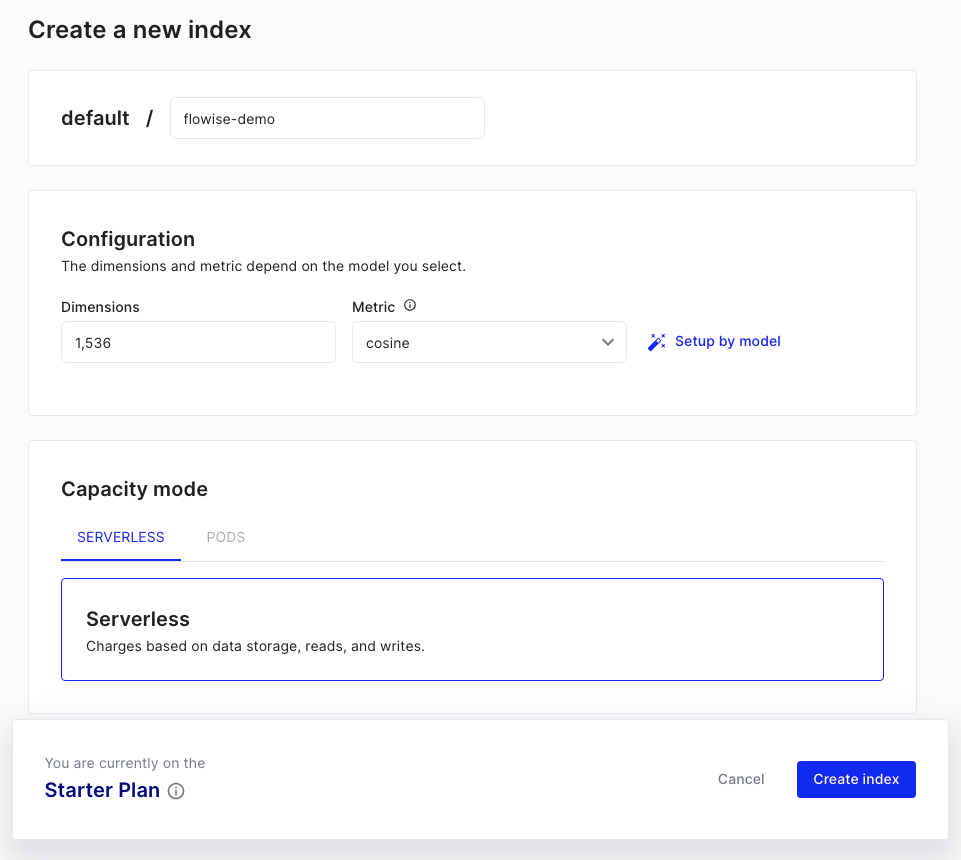 Create a new index
default / flowise-demo
Configuration
The dimensions and metric depend on the model you select.
Dimensions Metric
1,536 cosine Setup by model
Capacity mode
SERVERLESS PODS
Serverless
Charges based on data storage, reads, and writes.
You are currently on the
Starter Plan
Cancel Create index